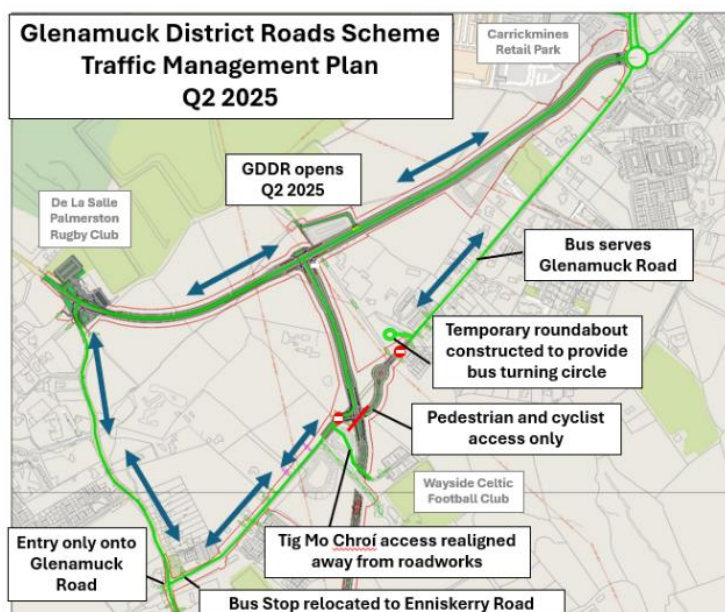 Glenamuck District Roads Scheme
Traffic Management Plan
Q2 2025
Carrickmines
Retail Park
GDDR opens
Q2 2025
De La Salle
Palmerston
Rugby Club
Bus serves
Glenamuck Road
Temporary roundabout
constructed to provide
bus turning circle
Pedestrian and cyclist
access only
Wayside Celtic
Football Club
Tig Mo Chroí access realigned
away from roadworks
Entry only onto
Glenamuck
Road
Bus Stop relocated to Enniskerry Road